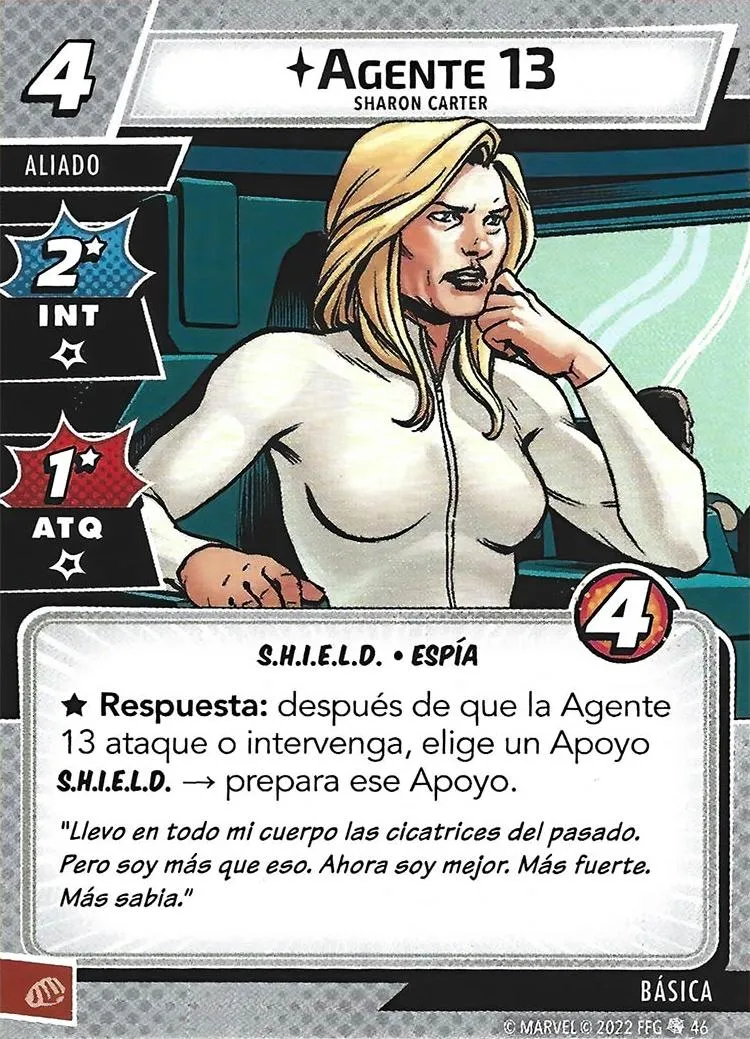 4
AGENTE 13
SHARON CARTER
ALIADO
2
INT
1
ATQ
4
S.H.I.E.L.D. • ESPÍA
★ Respuesta: después de que la Agente
13 ataque o intervenga, elige un Apoyo
S.H.I.E.L.D. → prepara ese Apoyo.
"Llevo en todo mi cuerpo las cicatrices del pasado.
Pero soy más que eso. Ahora soy mejor. Más fuerte.
Más sabia."
BÁSICA
© MARVEL © 2022 FFG 46